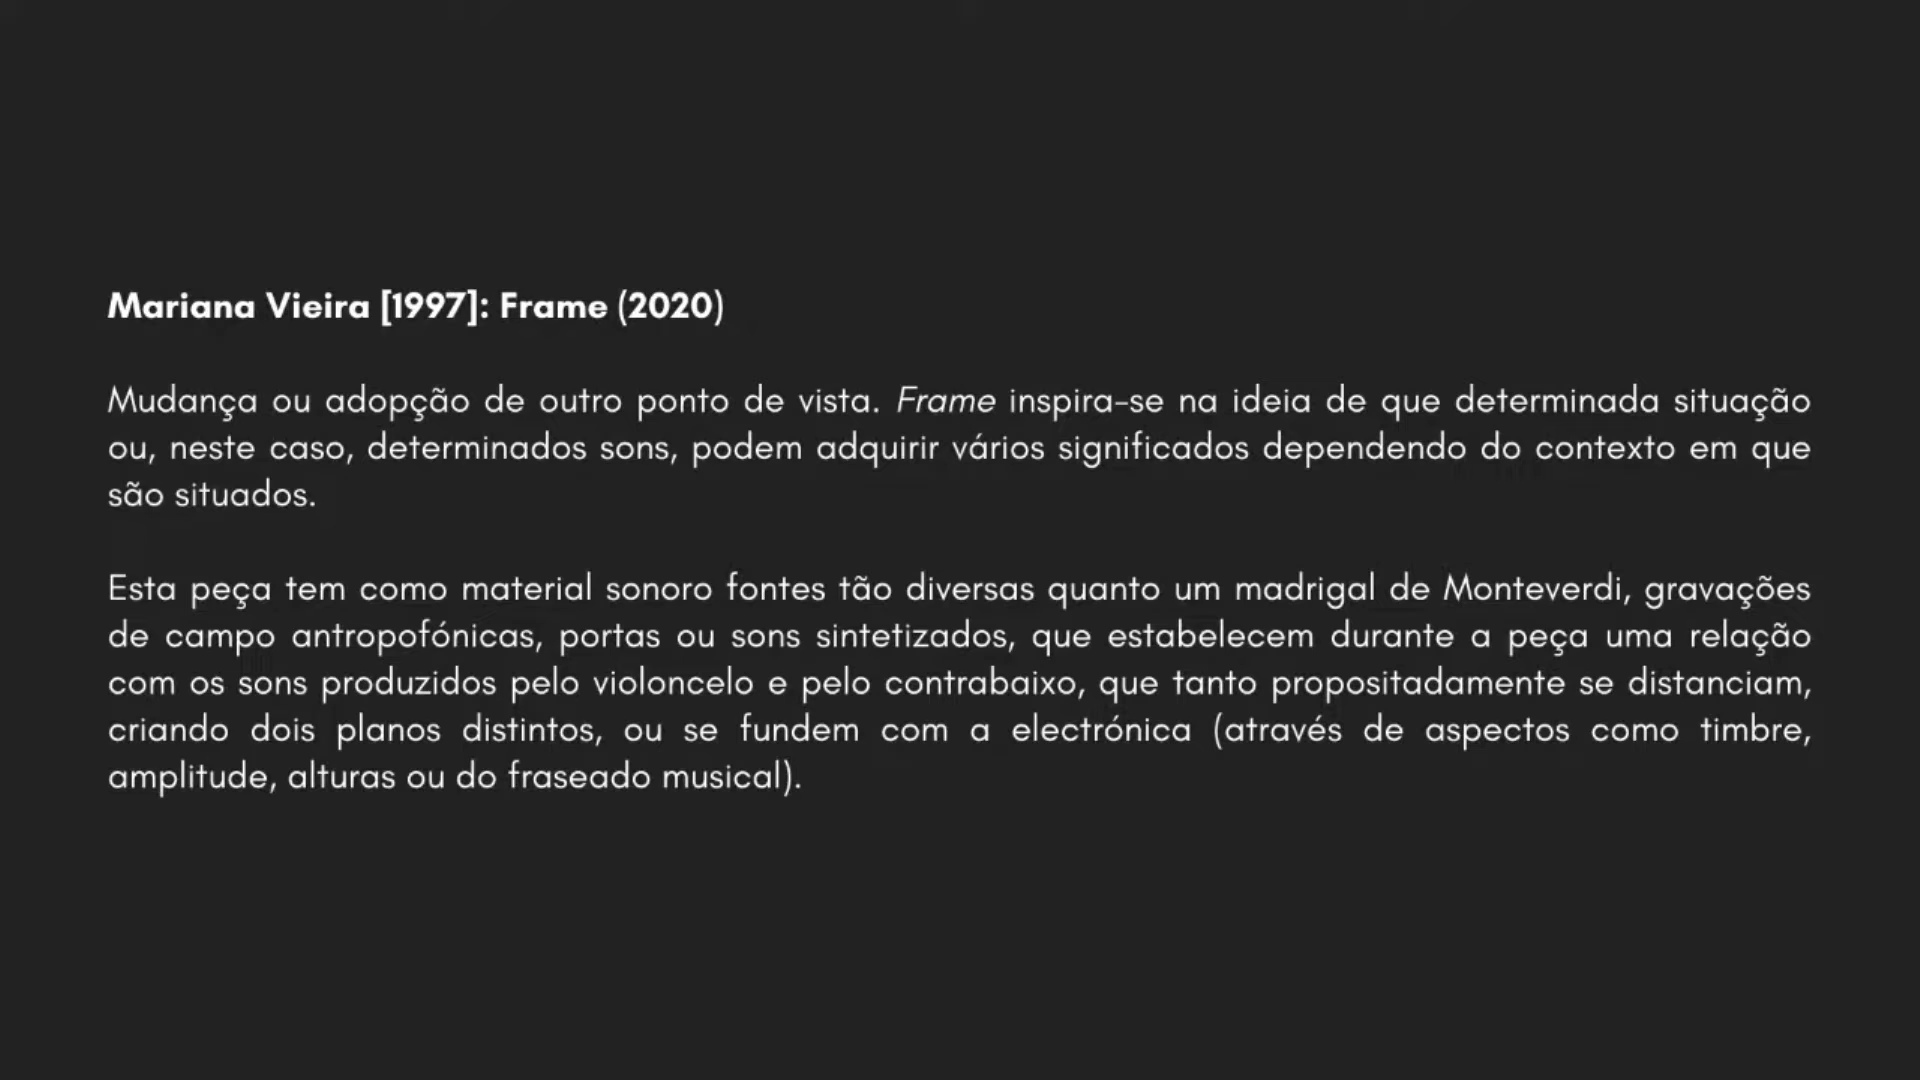 Mariana Vieira [1997]: Frame (2020)
Mudança ou adopção de outro ponto de vista. Frame inspira-se na ideia de que determinada situação
ou, neste caso, determinados sons, podem adquirir vários significados dependendo do contexto em que
são situados.
Esta peça tem como material sonoro fontes tão diversas quanto um madrigal de Monteverdi, gravações
de campo antropofónicas, portas ou sons sintetizados, que estabelecem durante a peça uma relação
com os sons produzidos pelo violoncelo e pelo contrabaixo, que tanto propositadamente se distanciam,
criando dois planos distintos, ou se fundem com a electrónica (através de aspectos como timbre,
amplitude, alturas ou do fraseado musical).